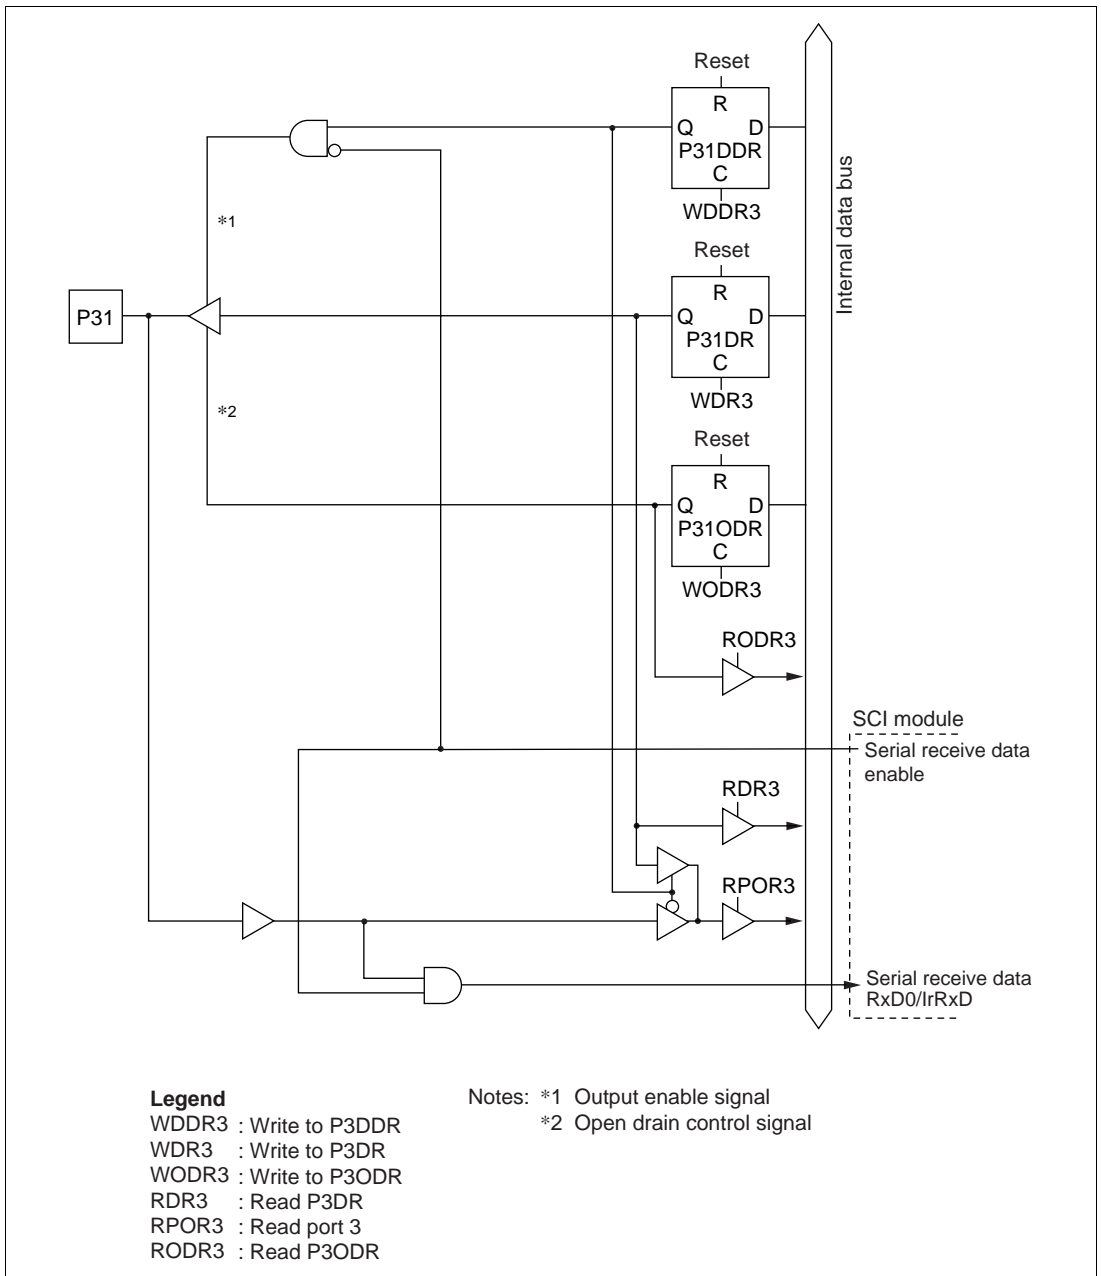 Reset
R
Q D
P31DDR
C
WDDR3
Internal data bus
*1
Reset
R
P31
Q D
P31DR
C
WDR3
*2
Reset
R
Q D
P31ODR
C
WODR3
RODR3
SCI module
Serial receive data
enable
RDR3
RPOR3
Serial receive data
RxD0/IrRxD
Legend
WDDR3 : Write to P3DDR
WDR3 : Write to P3DR
WODR3 : Write to P3ODR
RDR3 : Read P3DR
RPOR3 : Read port 3
RODR3 : Read P3ODR
Notes: *1 Output enable signal
*2 Open drain control signal